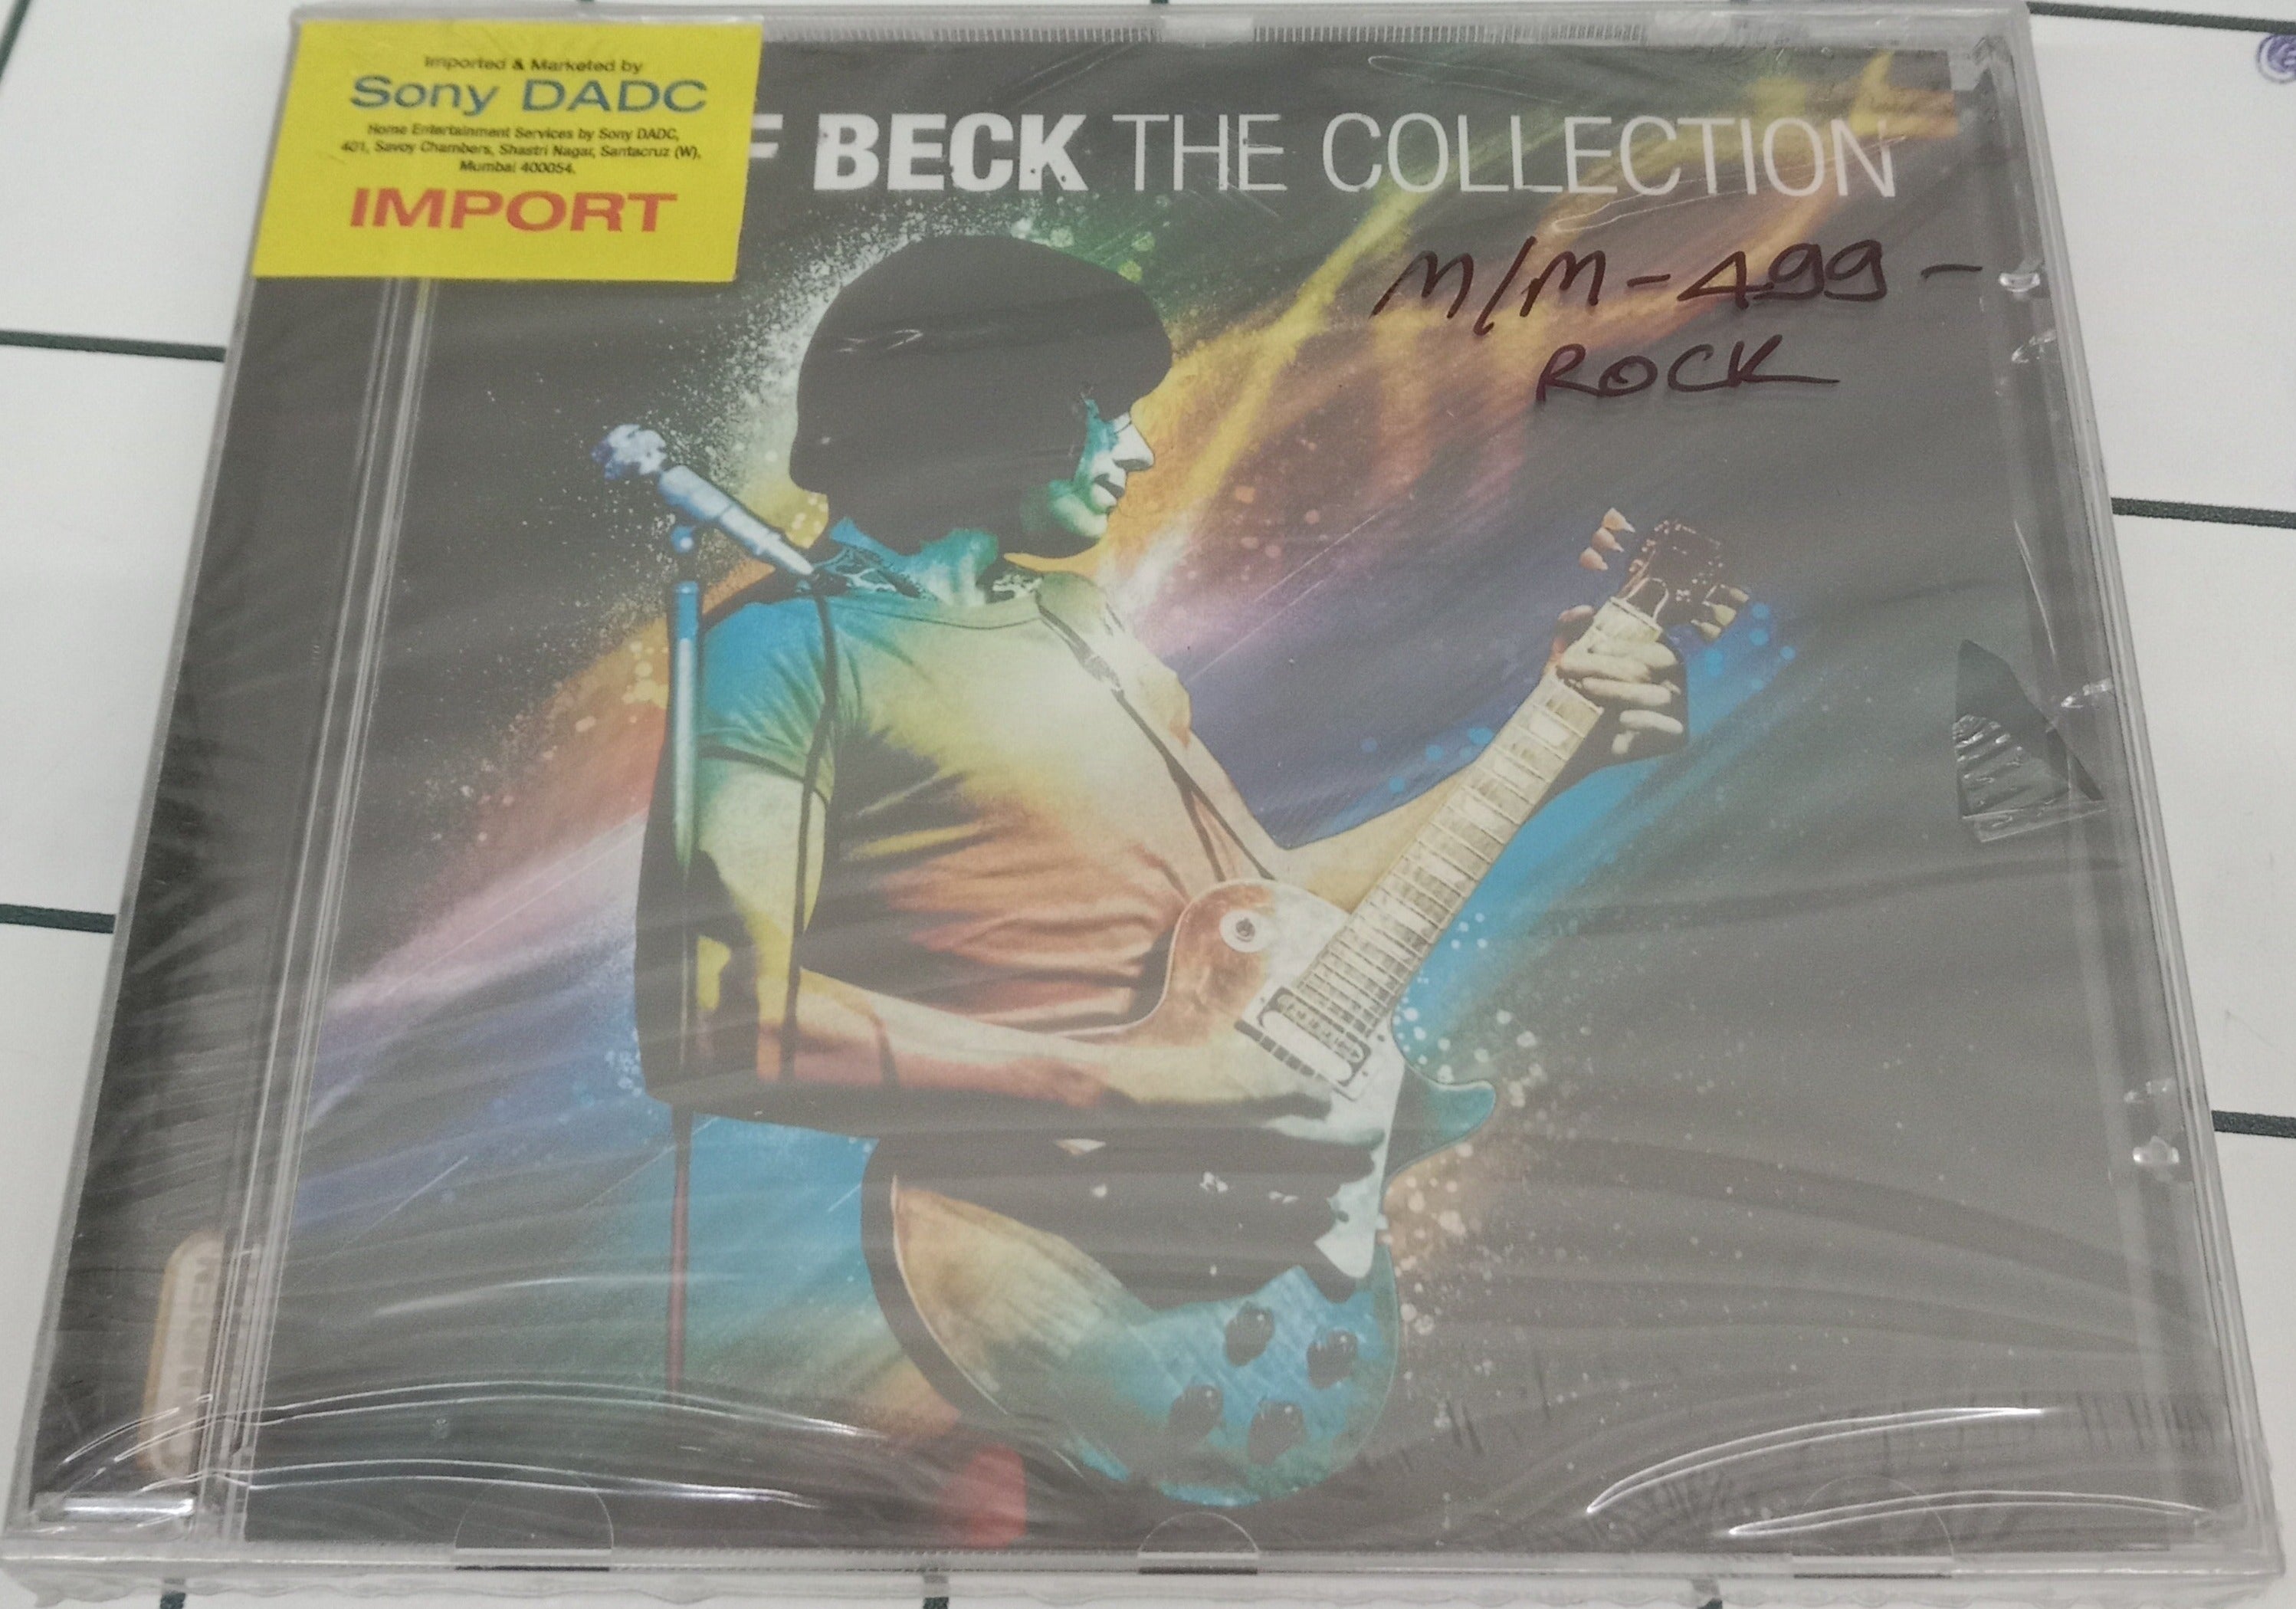 Imported & Marketed by
Sony DADC
Home Entertainment Services by Sony DADC,
401, Savoy Chambers, Shastri Nagar, Santacruz (W),
Mumbai 400054.
IMPORT
F BECK THE COLLECTION
M/M-499-
ROCK
CAMDEN